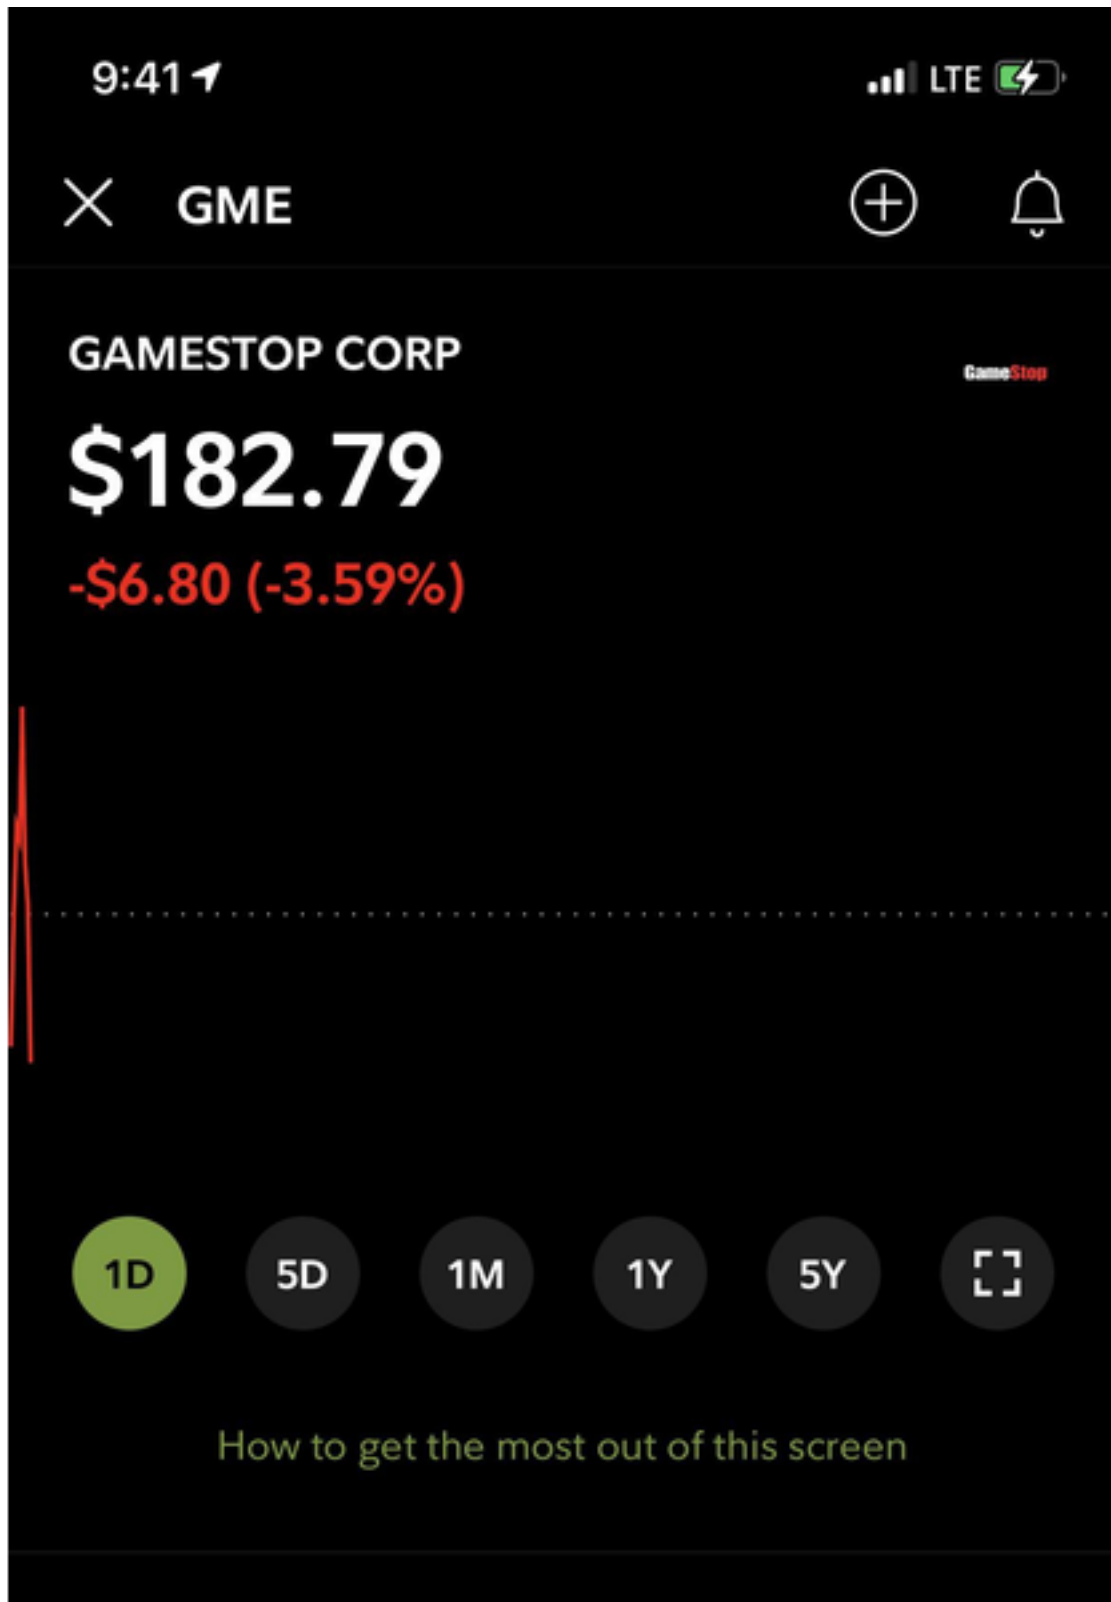 9:41 LTE
GME
GAMESTOP CORP
GameStop
$182.79
-$6.80 (-3.59%)
1D 5D 1M 1Y 5Y
How to get the most out of this screen